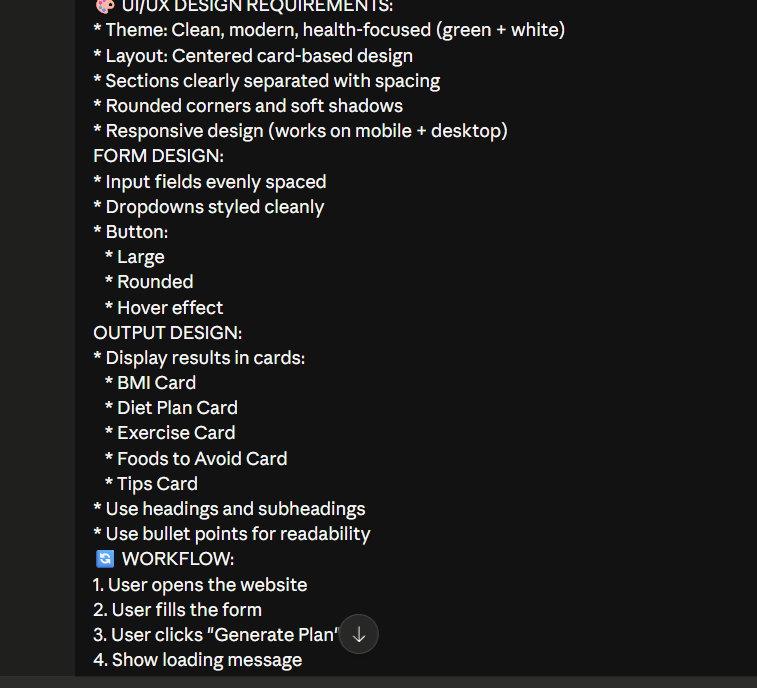 🎨 UI/UX DESIGN REQUIREMENTS:
* Theme: Clean, modern, health-focused (green + white)
* Layout: Centered card-based design
* Sections clearly separated with spacing
* Rounded corners and soft shadows
* Responsive design (works on mobile + desktop)
FORM DESIGN:
* Input fields evenly spaced
* Dropdowns styled cleanly
* Button:
  * Large
  * Rounded
  * Hover effect
OUTPUT DESIGN:
* Display results in cards:
  * BMI Card
  * Diet Plan Card
  * Exercise Card
  * Foods to Avoid Card
  * Tips Card
* Use headings and subheadings
* Use bullet points for readability
🔄 WORKFLOW:
1. User opens the website
2. User fills the form
3. User clicks "Generate Plan"
4. Show loading message